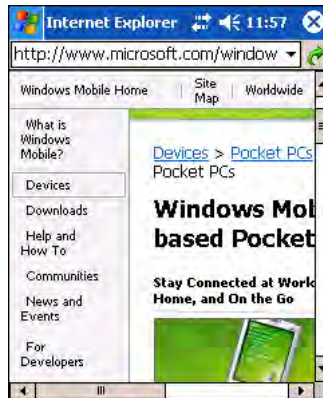 Internet Explorer 11:57
http://www.microsoft.com/window
Windows Mobile Home
Site
Map
Worldwide
What is
Windows
Mobile?
Devices
Downloads
Help and
How To
Communities
News and
Events
For
Developers
Devices > Pocket PCs
Pocket PCs
Windows Mob
based Pocket
Stay Connected at Work
Home, and On the Go